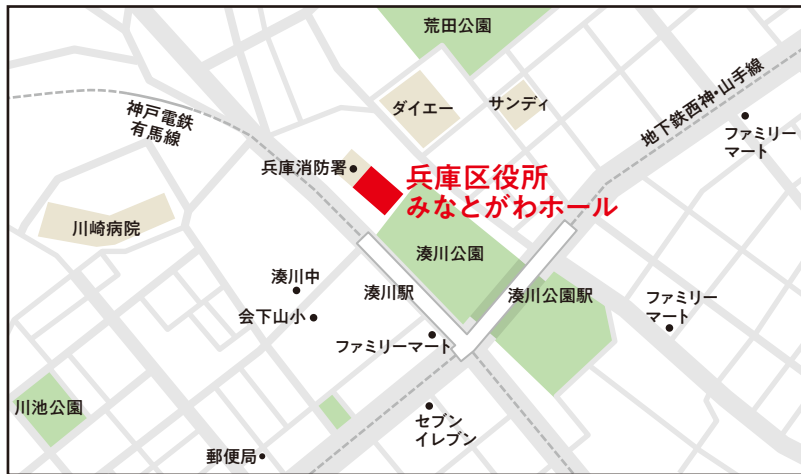 荒田公園
ダイエー
サンディ
地下鉄西神・山手線
ファミリー
マート
神戸電鉄
有馬線
兵庫消防署
兵庫区役所
みなとがわホール
川崎病院
湊川公園
湊川中
湊川駅
湊川公園駅
ファミリー
マート
会下山小
ファミリーマート
川池公園
セブン
イレブン
郵便局